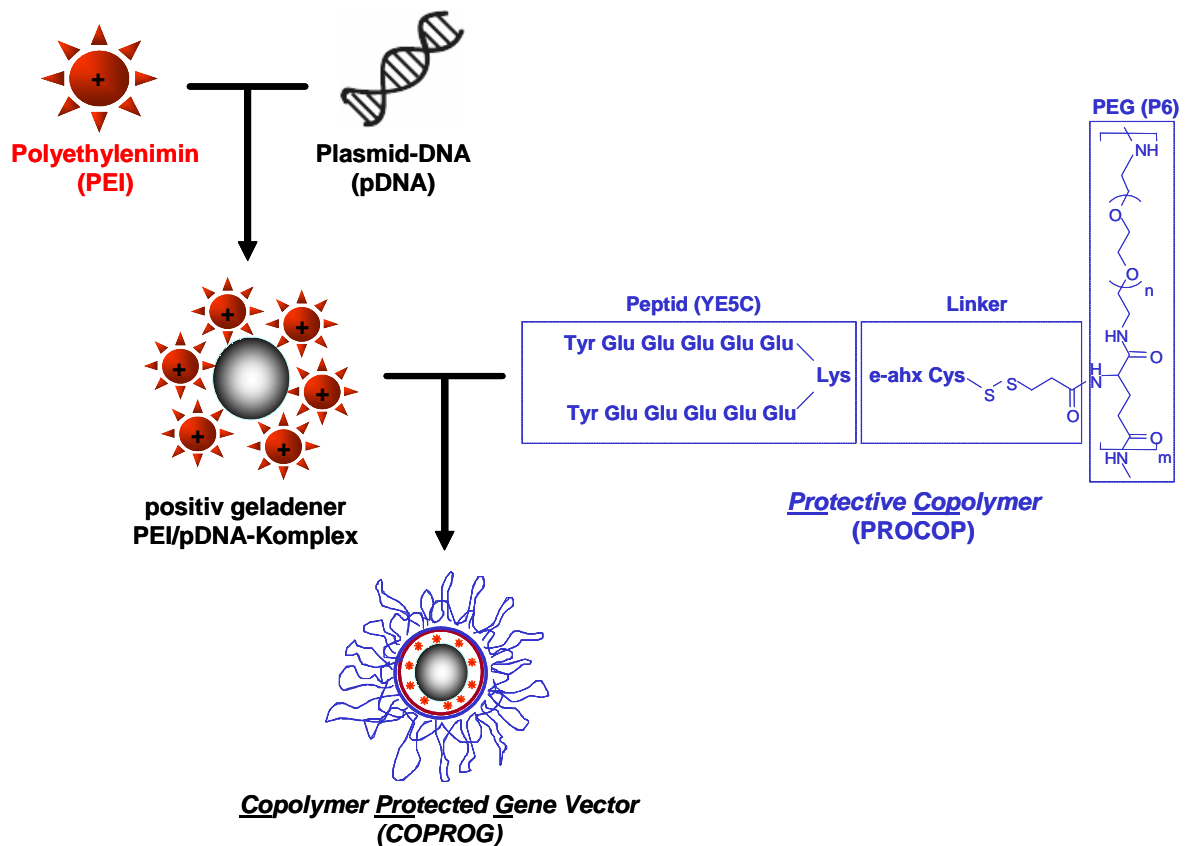 +
Polyethylenimin
(PEI)
Plasmid-DNA
(pDNA)
+
+
+
+
+
+
positiv geladener
PEI/pDNA-Komplex
PEG (P6)
NH
O
O
n
HN
O
H
N
O
HN
O
m
Peptid (YE5C)
Linker
Tyr Glu Glu Glu Glu Glu
Lys
Tyr Glu Glu Glu Glu Glu
e-ahx Cys
S
S
O
Protective Copolymer
(PROCOP)
Copolymer Protected Gene Vector
(COPROG)